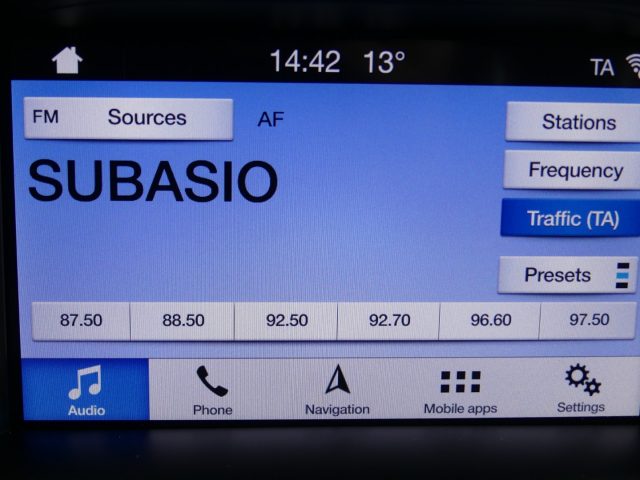 14:42 13° TA
FM Sources AF Stations
SUBASIO
Frequency
Traffic (TA)
Presets
87.50 88.50 92.50 92.70 96.60 97.50
Audio Phone Navigation Mobile apps Settings